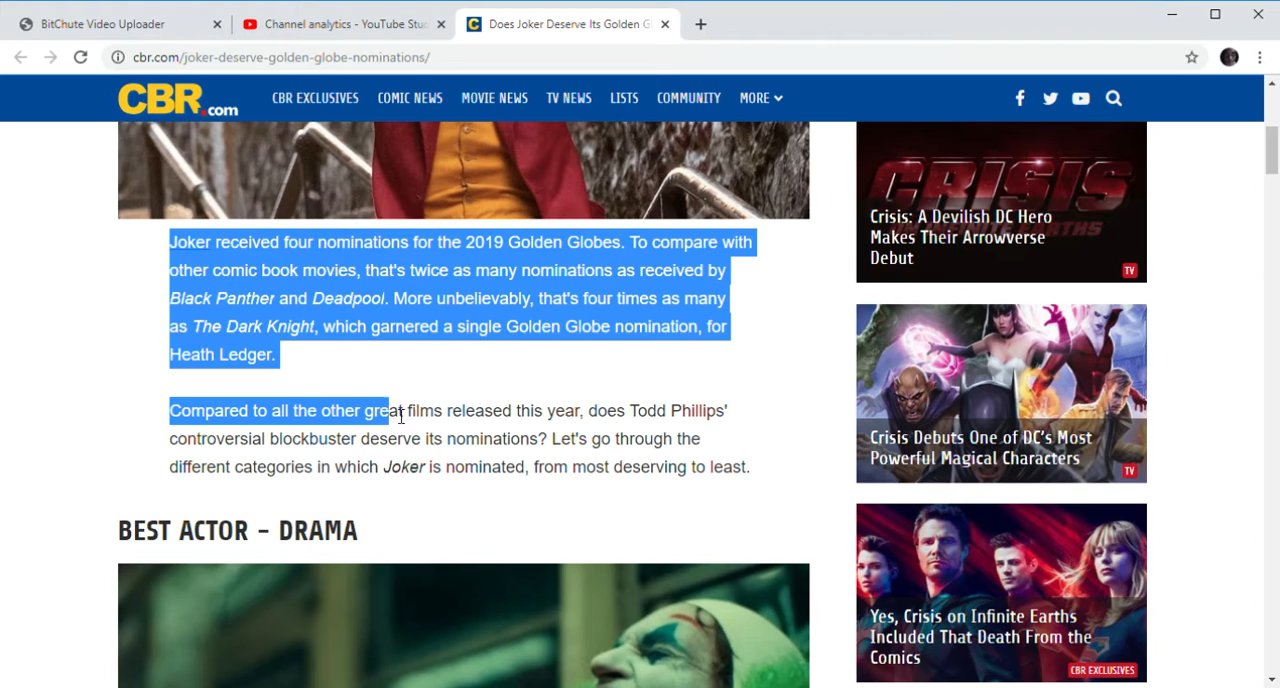 BitChute Video Uploader
Channel analytics - YouTube Stu
Does Joker Deserve Its Golden G
cbr.com/joker-deserve-golden-globe-nominations/
CBR.com
CBR EXCLUSIVES COMIC NEWS MOVIE NEWS TV NEWS LISTS COMMUNITY MORE
Joker received four nominations for the 2019 Golden Globes. To compare with
other comic book movies, that's twice as many nominations as received by
Black Panther and Deadpool. More unbelievably, that's four times as many
as The Dark Knight, which garnered a single Golden Globe nomination, for
Heath Ledger.
Compared to all the other great films released this year, does Todd Phillips'
controversial blockbuster deserve its nominations? Let's go through the
different categories in which Joker is nominated, from most deserving to least.
BEST ACTOR – DRAMA
CRISIS
ON INFINITE EARTHS
Crisis: A Devilish DC Hero
Makes Their Arrowverse
Debut
TV
Crisis Debuts One of DC's Most
Powerful Magical Characters
TV
Yes, Crisis on Infinite Earths
Included That Death From the
Comics
CBR EXCLUSIVES